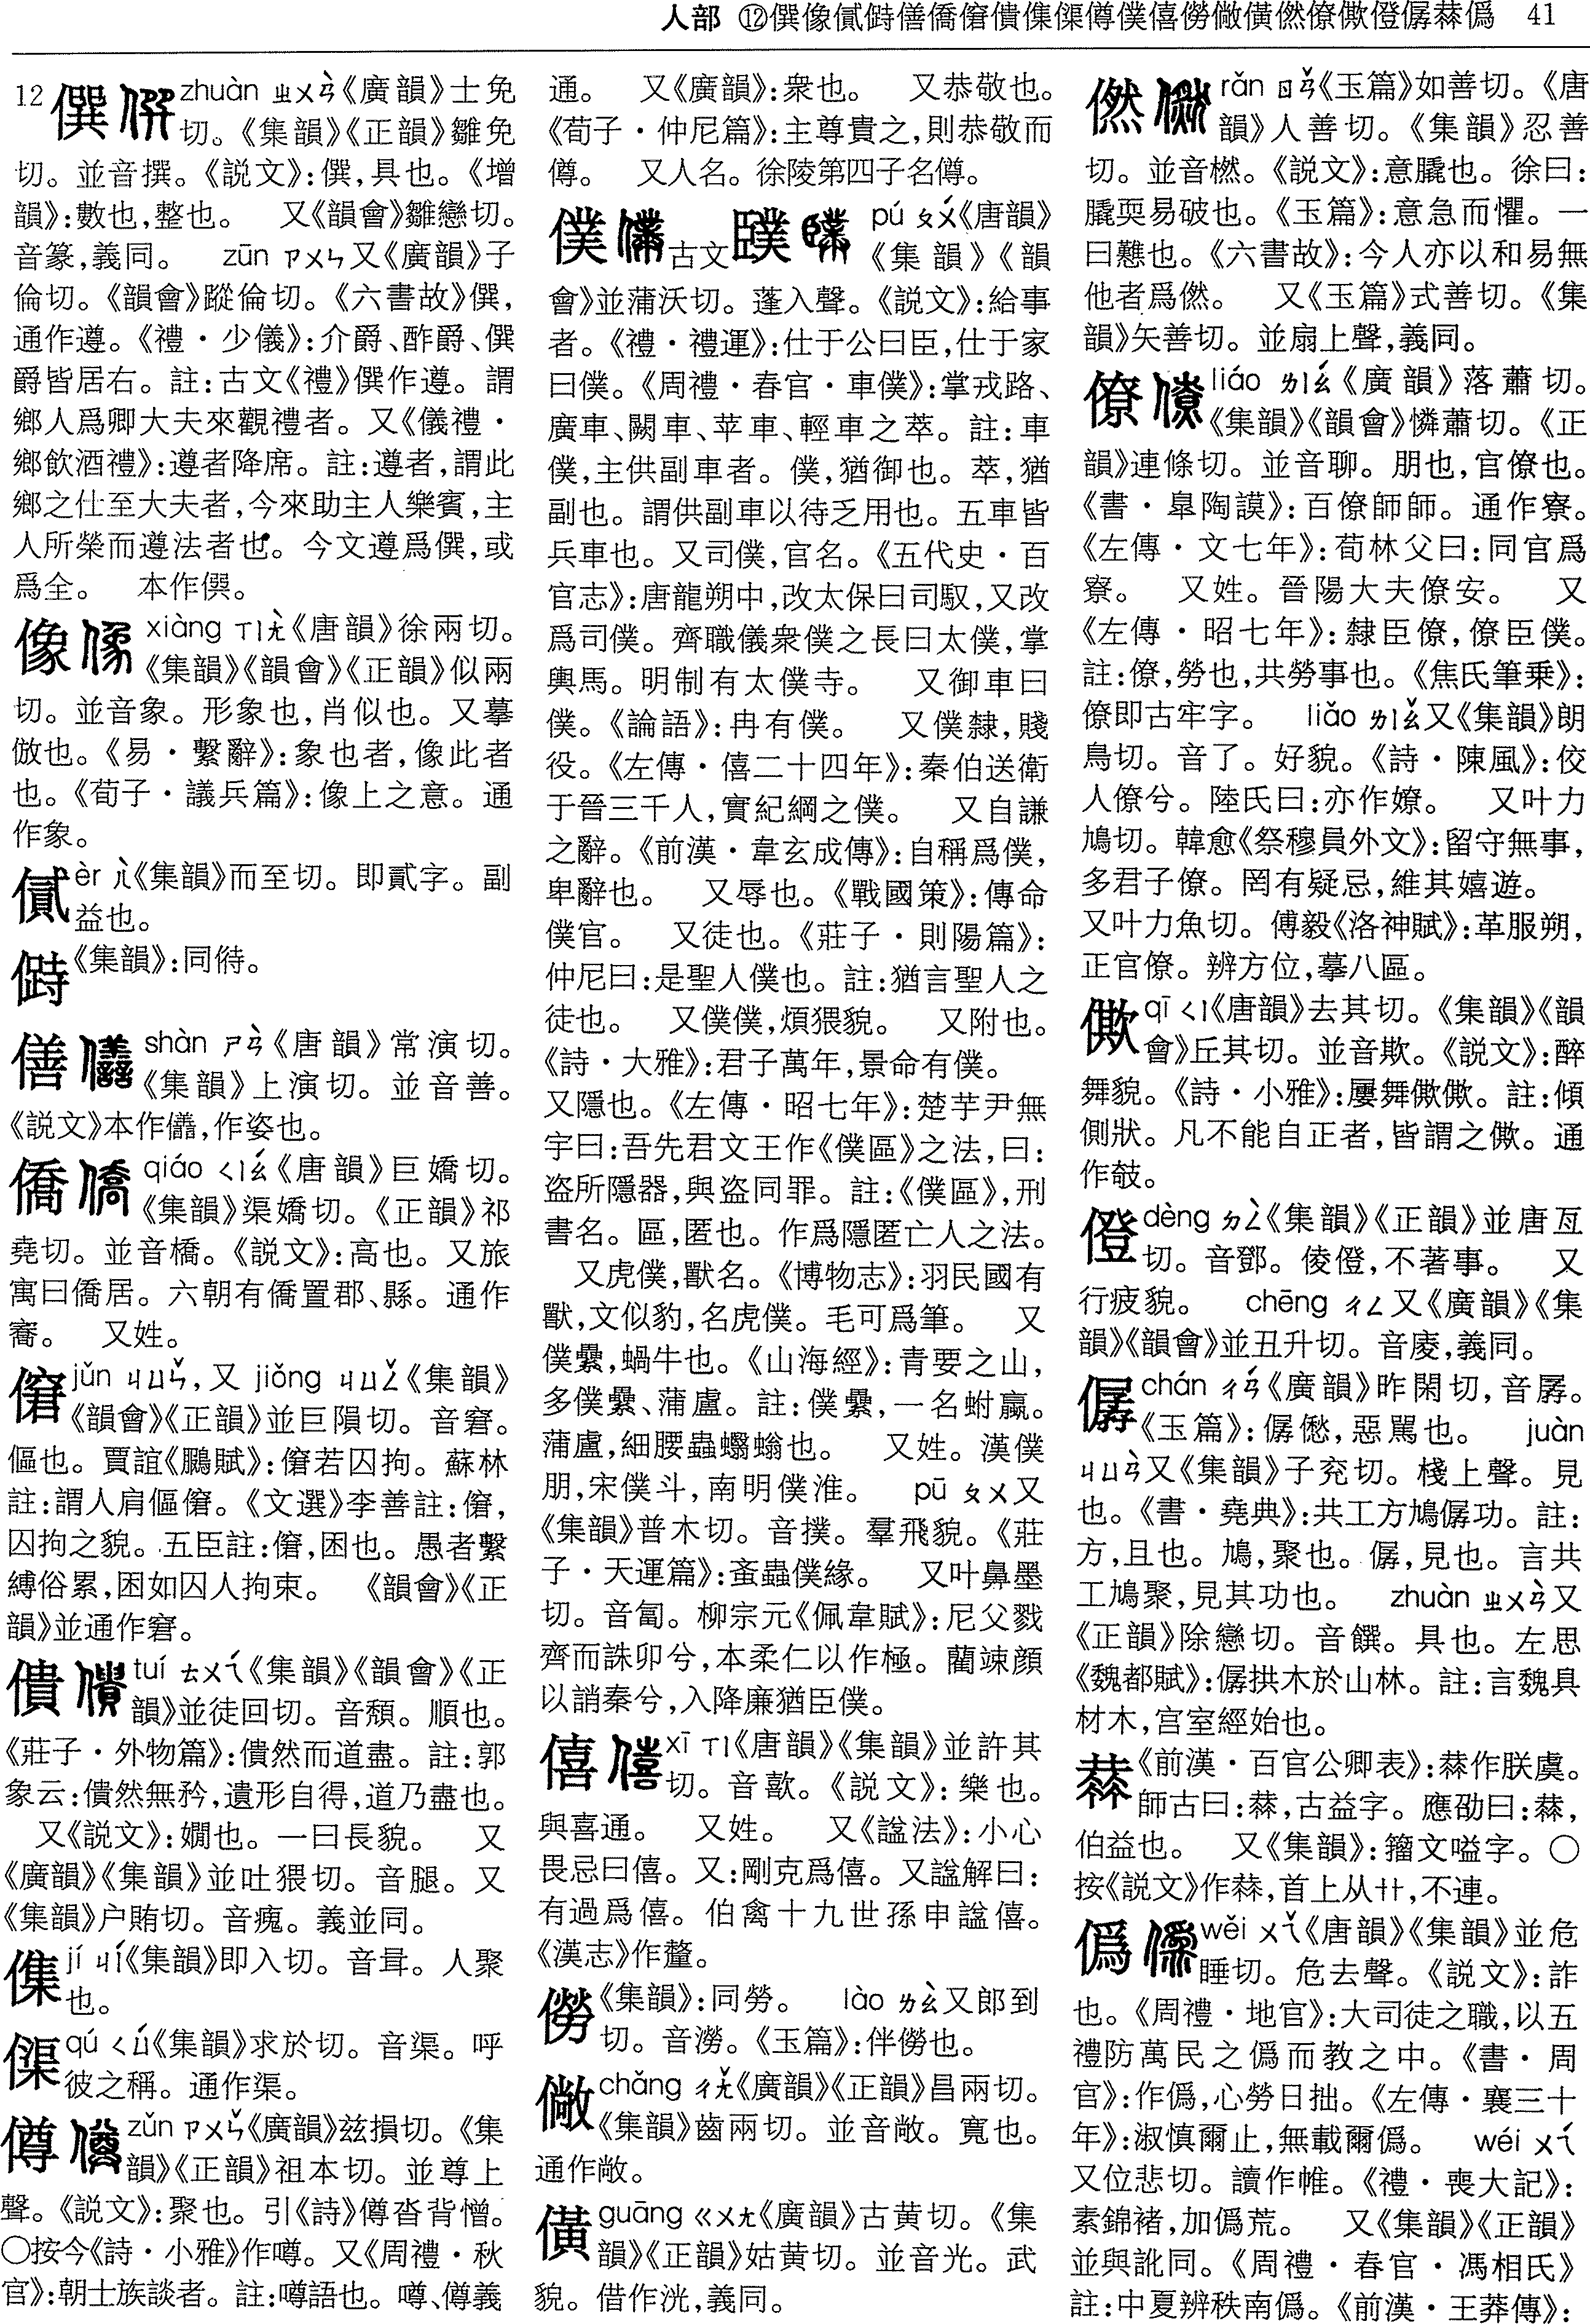 人部 ⑫僎像儥㒃僐僑僒僓㒫㒯僔僕僖僗僘僙僸僚僛僜僝䔲僞 41
12 僎 zhuàn ㄓㄨㄢˋ《廣韻》士免
切。《集韻》《正韻》雛免
切。並音撰。《説文》:僎,具也。《增
韻》:數也,整也。 又《韻會》雛戀切。
音篆,義同。 zūn ㄗㄨㄣ又《廣韻》子
倫切。《韻會》蹤倫切。《六書故》僎,
通作遵。《禮・少儀》:介爵、酢爵、僎
爵皆居右。註:古文《禮》僎作遵。謂
鄉人爲卿大夫來觀禮者。又《儀禮・
鄉飲酒禮》:遵者降席。註:遵者,謂此
鄉之仕至大夫者,今來助主人樂賓,主
人所榮而遵法者也。今文遵爲僎,或
爲全。 本作僎。
像 xiàng ㄒㄧㄤˋ《唐韻》徐兩切。
《集韻》《韻會》《正韻》似兩
切。並音象。形象也,肖似也。又摹
倣也。《易・繫辭》:象也者,像此者
也。《荀子・議兵篇》:像上之意。通
作象。
èr ㄦˋ《集韻》而至切。即貳字。副
益也。
《集韻》:同偫。
僐 shàn ㄕㄢˋ《唐韻》常演切。
《集韻》上演切。並音善。
《説文》本作,作姿也。
僑 qiáo ㄑㄧㄠˊ《唐韻》巨嬌切。
《集韻》渠嬌切。《正韻》祁
堯切。並音橋。《説文》:高也。又旅
寓曰僑居。六朝有僑置郡、縣。通作
。 又姓。
僒 jǔn ㄐㄩㄣˇ,又 jiǒng ㄐㄩㄥˇ《集韻》
《韻會》《正韻》並巨隕切。音窘。
傴也。賈誼《鵩賦》:僒若囚拘。蘇林
註:謂人肩傴僒。《文選》李善註:僒,
囚拘之貌。五臣註:僒,困也。愚者繫
縛俗累,困如囚人拘束。 《韻會》《正
韻》並通作窘。
僓 tuí ㄊㄨㄟˊ《集韻》《韻會》《正
韻》並徒回切。音頹。順也。
《莊子・外物篇》:僓然而道盡。註:郭
象云:僓然無矜,遺形自得,道乃盡也。
又《説文》:嫺也。一曰長貌。 又
《廣韻》《集韻》並吐猥切。音腿。又
《集韻》户賄切。音瘣。義並同。
jí ㄐㄧˊ《集韻》即入切。音咠。人聚
也。
qú ㄑㄩˊ《集韻》求於切。音渠。呼
彼之稱。通作渠。
僔 zǔn ㄗㄨㄣˇ《廣韻》兹損切。《集
韻》《正韻》祖本切。並尊上
聲。《説文》:聚也。引《詩》僔沓背憎。
○按今《詩・小雅》作噂。又《周禮・秋
官》:朝士族談者。註:噂語也。噂、僔義
通。 又《廣韻》:衆也。 又恭敬也。
《荀子・仲尼篇》:主尊貴之,則恭敬而
僔。 又人名。徐陵第四子名僔。
僕 古文 pú ㄆㄨˊ《唐韻》
《集韻》《韻
會》並蒲沃切。蓬入聲。《説文》:給事
者。《禮・禮運》:仕于公曰臣,仕于家
曰僕。《周禮・春官・車僕》:掌戎路、
廣車、闕車、苹車、輕車之萃。註:車
僕,主供副車者。僕,猶御也。萃,猶
副也。謂供副車以待乏用也。五車皆
兵車也。又司僕,官名。《五代史・百
官志》:唐龍朔中,改太保曰司馭,又改
爲司僕。齊職儀衆僕之長曰太僕,掌
輿馬。明制有太僕寺。 又御車曰
僕。《論語》:冉有僕。 又僕隸,賤
役。《左傳・僖二十四年》:秦伯送衛
于晉三千人,實紀綱之僕。 又自謙
之辭。《前漢・韋玄成傳》:自稱爲僕,
卑辭也。 又辱也。《戰國策》:傳命
僕官。 又徒也。《莊子・則陽篇》:
仲尼曰:是聖人僕也。註:猶言聖人之
徒也。 又僕僕,煩猥貌。 又附也。
《詩・大雅》:君子萬年,景命有僕。
又隱也。《左傳・昭七年》:楚芋尹無
宇曰:吾先君文王作《僕區》之法,曰:
盗所隱器,與盗同罪。註:《僕區》,刑
書名。區,匿也。作爲隱匿亡人之法。
又虎僕,獸名。《博物志》:羽民國有
獸,文似豹,名虎僕。毛可爲筆。 又
僕纍,蝸牛也。《山海經》:青要之山,
多僕纍、蒲盧。註:僕纍,一名蚹蠃。
蒲盧,細腰蟲蠮螉也。 又姓。漢僕
朋,宋僕斗,南明僕淮。 pū ㄆㄨ又
《集韻》普木切。音撲。羣飛貌。《莊
子・天運篇》:蚉蟲僕緣。 又叶鼻墨
切。音匐。柳宗元《佩韋賦》:尼父戮
齊而誅卯兮,本柔仁以作極。藺竦顔
以誚秦兮,入降廉猶臣僕。
僖 xī ㄒㄧ《唐韻》《集韻》並許其
切。音歖。《説文》:樂也。
與喜通。 又姓。 又《諡法》:小心
畏忌曰僖。又:剛克爲僖。又諡解曰:
有過爲僖。伯禽十九世孫申諡僖。
《漢志》作釐。
僗《集韻》:同勞。 lào ㄌㄠˋ又郎到
切。音澇。《玉篇》:伴僗也。
僘 chǎng ㄔㄤˇ《廣韻》《正韻》昌兩切。
《集韻》齒兩切。並音敞。寬也。
通作敞。
僙 guāng ㄍㄨㄤ《廣韻》古黄切。《集
韻》《正韻》姑黄切。並音光。武
貌。借作洸,義同。
㒄 rǎn ㄖㄢˇ《玉篇》如善切。《唐
韻》人善切。《集韻》忍善
切。並音橪。《説文》:意膬也。徐曰:
膬耎易破也。《玉篇》:意急而懼。一
曰戁也。《六書故》:今人亦以和易無
他者爲㒄。 又《玉篇》式善切。《集
韻》矢善切。並扇上聲,義同。
僚 liáo ㄌㄧㄠˊ《廣韻》落蕭切。
《集韻》《韻會》憐蕭切。《正
韻》連條切。並音聊。朋也,官僚也。
《書・皐陶謨》:百僚師師。通作寮。
《左傳・文七年》:荀林父曰:同官爲
寮。 又姓。晉陽大夫僚安。 又
《左傳・昭七年》:隸臣僚,僚臣僕。
註:僚,勞也,共勞事也。《焦氏筆乗》:
僚即古牢字。 liǎo ㄌㄧㄠˇ又《集韻》朗
鳥切。音了。好貌。《詩・陳風》:佼
人僚兮。陸氏曰:亦作嫽。 又叶力
鳩切。韓愈《祭穆員外文》:留守無事,
多君子僚。罔有疑忌,維其嬉遊。
又叶力魚切。傅毅《洛神賦》:革服朔,
正官僚。辨方位,摹八區。
僛 qī ㄑㄧ《唐韻》去其切。《集韻》《韻
會》丘其切。並音欺。《説文》:醉
舞貌。《詩・小雅》:屢舞僛僛。註:傾
側狀。凡不能自正者,皆謂之僛。通
作攲。
僜 dèng ㄉㄥˋ《集韻》《正韻》並唐亙
切。音鄧。倰僜,不著事。 又
行疲貌。 chēng ㄔㄥ又《廣韻》《集
韻》《韻會》並丑升切。音庱,義同。
僝 chán ㄔㄢˊ《廣韻》昨閑切,音孱。
《玉篇》:僝僽,惡罵也。 juàn
ㄐㄩㄢˋ又《集韻》子兖切。棧上聲。見
也。《書・堯典》:共工方鳩僝功。註:
方,且也。鳩,聚也。僝,見也。言共
工鳩聚,見其功也。 zhuàn ㄓㄨㄢˋ又
《正韻》除戀切。音饌。具也。左思
《魏都賦》:僝拱木於山林。註:言魏具
材木,宫室經始也。
《前漢・百官公卿表》:作朕虞。
師古曰:,古益字。應劭曰:,
伯益也。 又《集韻》:籀文嗌字。○
按《説文》作,首上从卄,不連。
僞 wěi ㄨㄟˇ《唐韻》《集韻》並危
睡切。危去聲。《説文》:詐
也。《周禮・地官》:大司徒之職,以五
禮防萬民之僞而教之中。《書・周
官》:作僞,心勞日拙。《左傳・襄三十
年》:淑慎爾止,無載爾僞。 wéi ㄨㄟˊ
又位悲切。讀作帷。《禮・喪大記》:
素錦褚,加僞荒。 又《集韻》《正韻》
並與訛同。《周禮・春官・馮相氏》
註:中夏辨秩南僞。《前漢・王莽傳》: